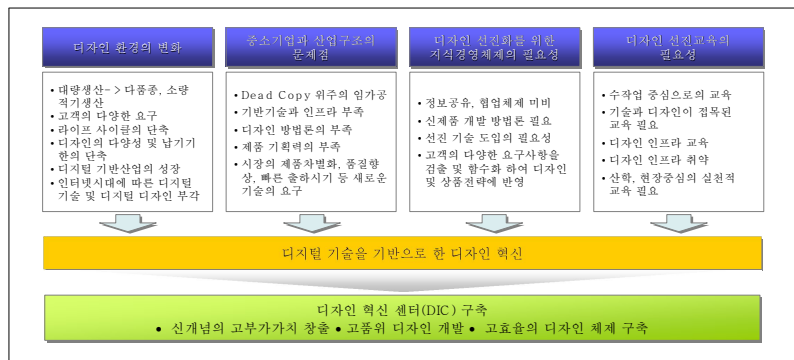 디자인 환경의 변화
• 대량생산-> 다품종, 소량
적기생산
• 고객의 다양한 요구
• 라이프 사이클의 단축
• 디자인의 다양성 및 납기기
한의 단축
• 디지털 기반산업의 성장
• 인터넷시대에 따른 디지털
기술 및 디지털 디자인 부각
중소기업과 산업구조의
문제점
• Dead Copy 위주의 임가공
• 기반기술과 인프라 부족
• 디자인 방법론의 부족
• 제품 기획력의 부족
• 시장의 제품차별화, 품질향
상, 빠른 출하시기 등 새로운
기술의 요구
디자인 선진화를 위한
지식경영체제의 필요성
• 정보공유, 협업체제 미비
• 신제품 개발 방법론 필요
• 선진 기술 도입의 필요성
• 고객의 다양한 요구사항을
검출 및 함수화 하여 디자인
및 상품전략에 반영
디자인 선진교육의
필요성
• 수작업 중심으로의 교육
• 기술과 디자인이 접목된
교육 필요
• 디자인 인프라 교육
• 디자인 인프라 취약
• 산학, 현장중심의 실천적
교육 필요
디지털 기술을 기반으로 한 디자인 혁신
디자인 혁신 센터(DIC) 구축
• 신개념의 고부가가치 창출 • 고품위 디자인 개발 • 고효율의 디자인 체제 구축